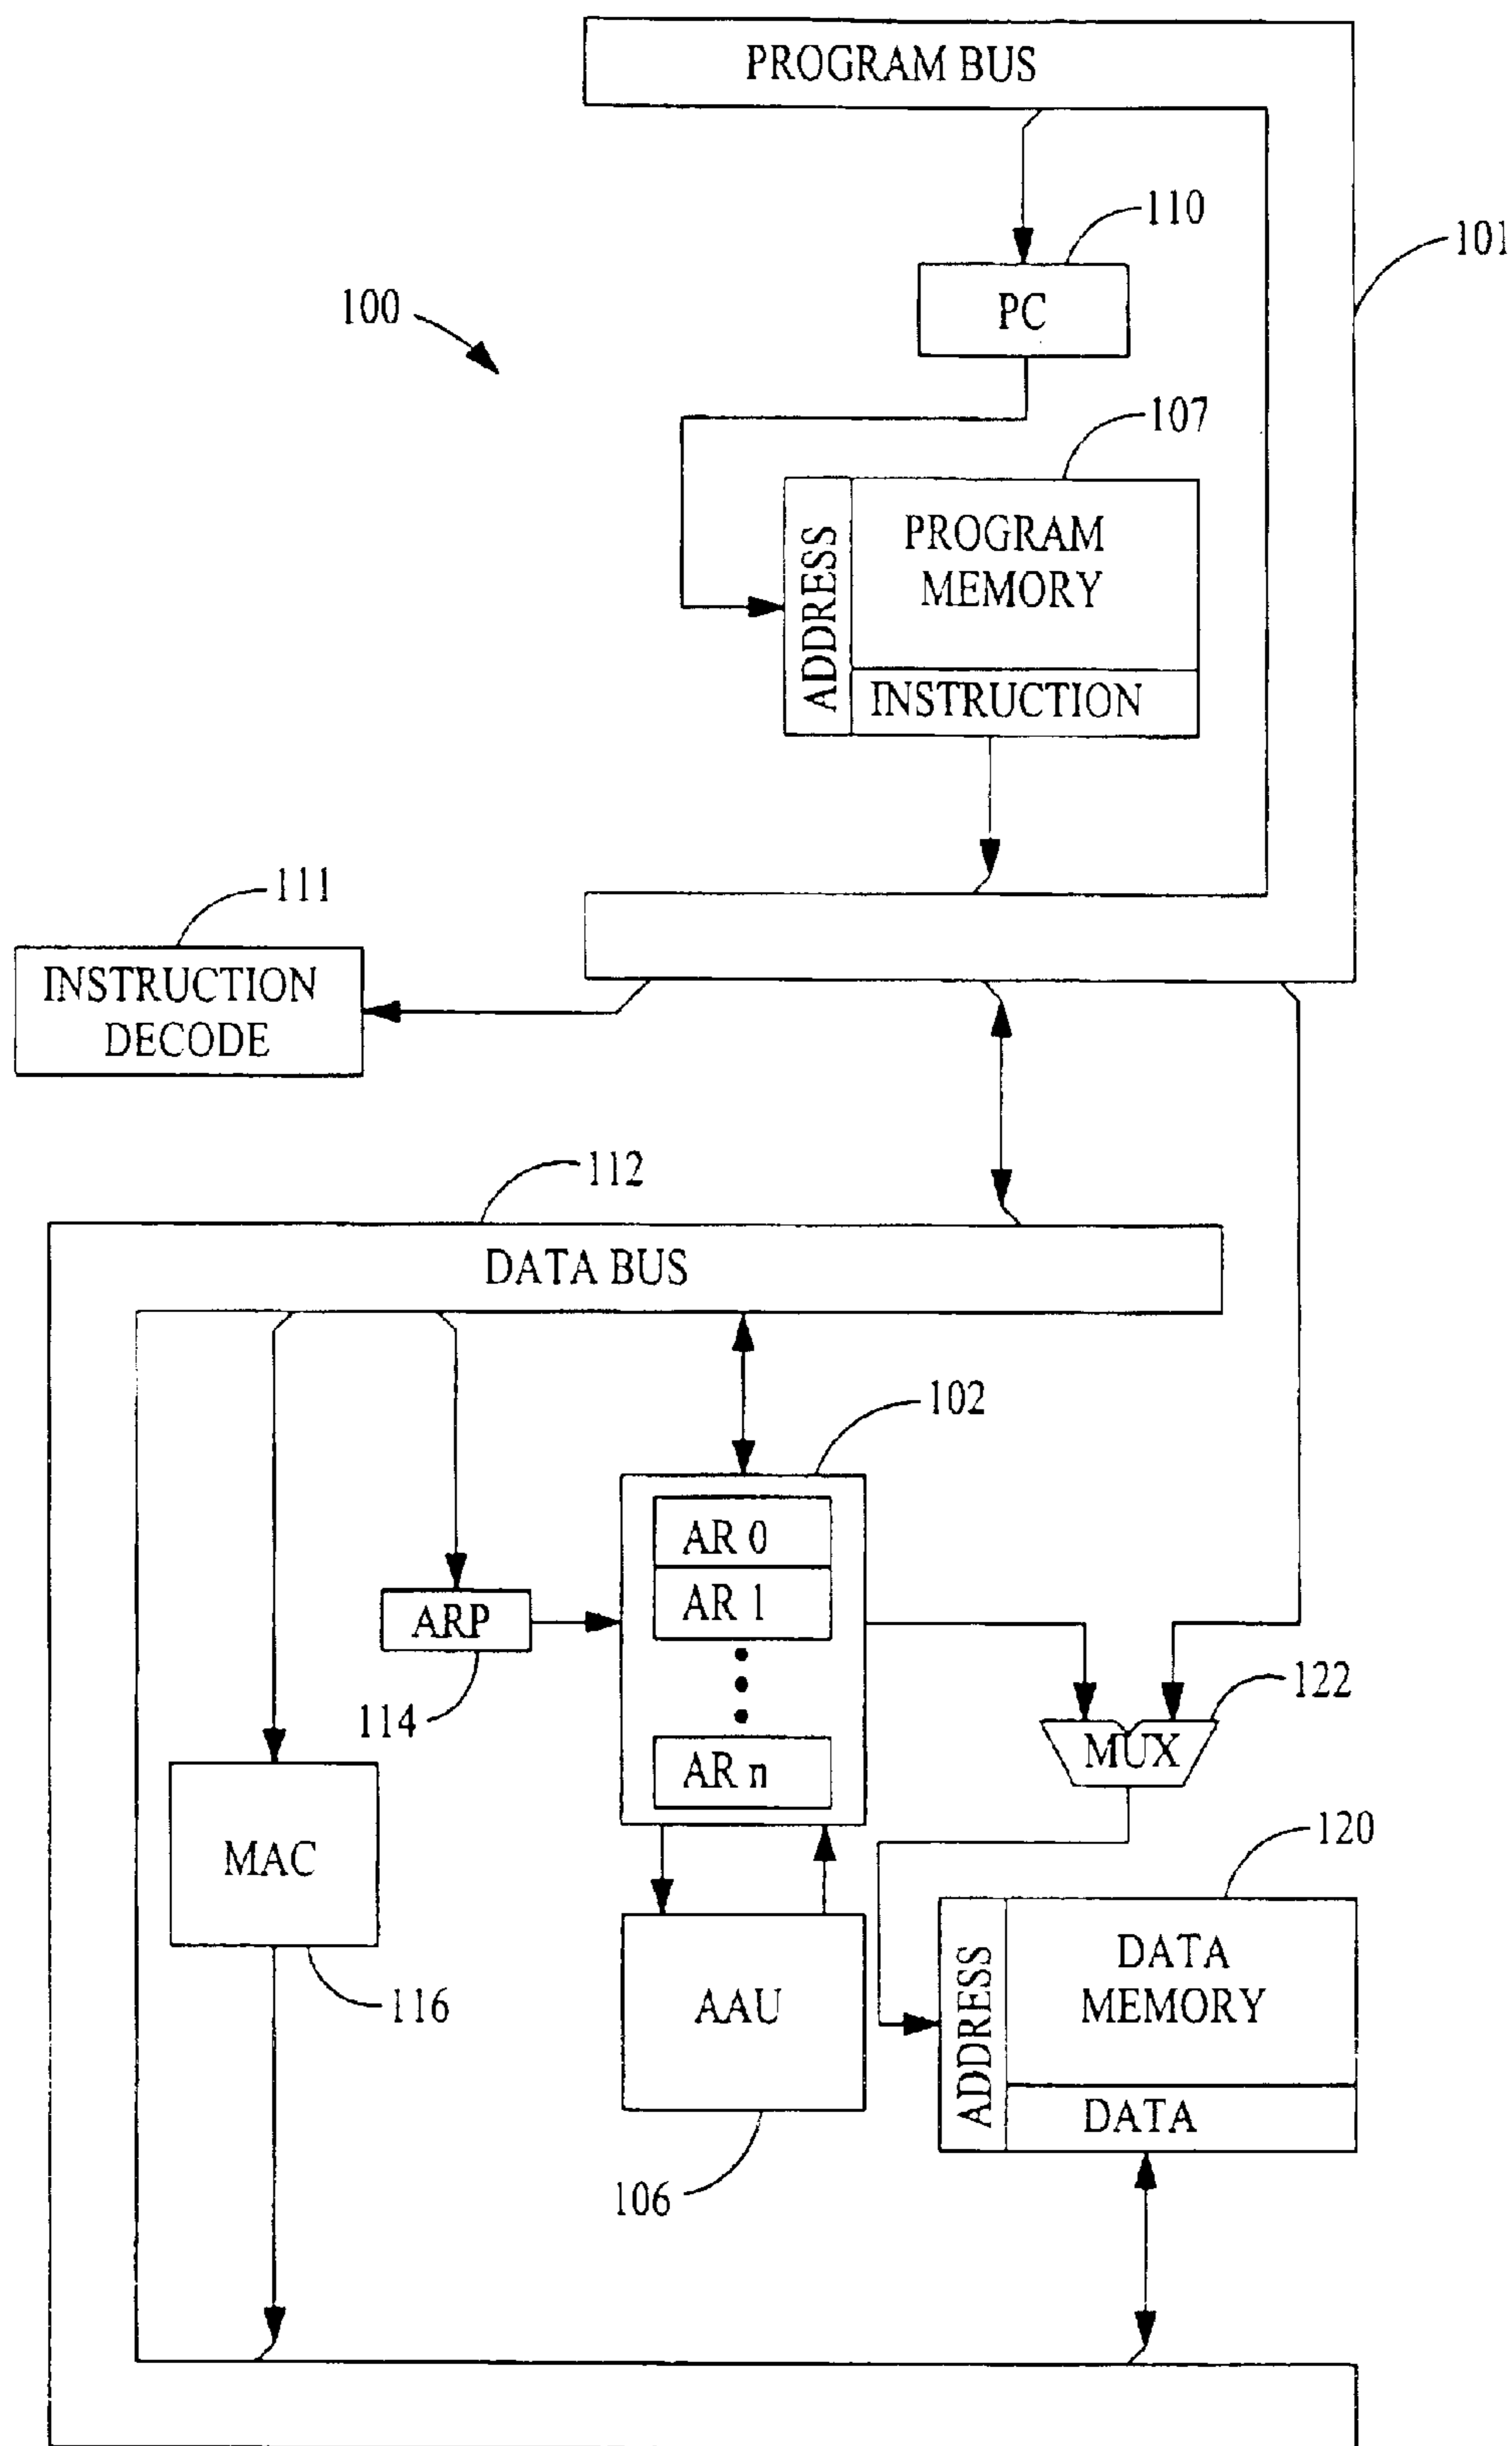 PROGRAM BUS
110
101
PC
100
107
ADDRESS
PROGRAM
MEMORY
INSTRUCTION
111
INSTRUCTION
DECODE
112
DATA BUS
102
AR 0
AR 1
ARP
114
122
MUX
AR n
MAC
120
116
AAU
ADDRESS
DATA
MEMORY
DATA
106